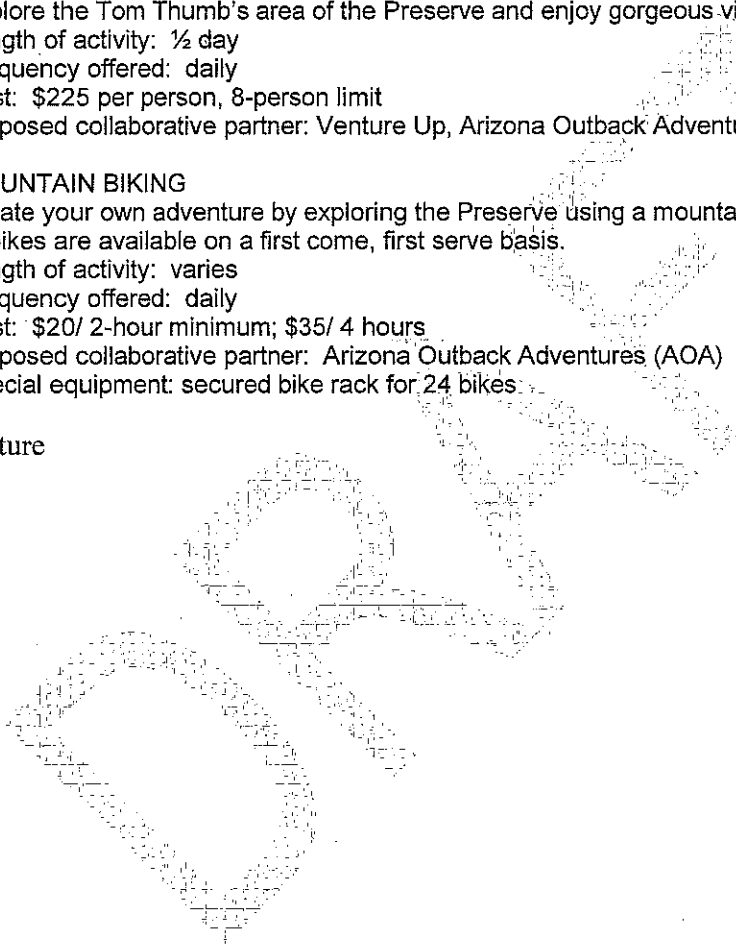 plore the Tom Thumb's area of the Preserve and enjoy gorgeous vi
gth of activity: ½ day
quency offered: daily
st: $225 per person, 8-person limit
posed collaborative partner: Venture Up, Arizona Outback Adventu
UNTAIN BIKING
ate your own adventure by exploring the Preserve using a mounta
ikes are available on a first come, first serve basis.
gth of activity: varies
quency offered: daily
st: $20/ 2-hour minimum; $35/ 4 hours
posed collaborative partner: Arizona Outback Adventures (AOA)
ecial equipment: secured bike rack for 24 bikes
ture
DRAF